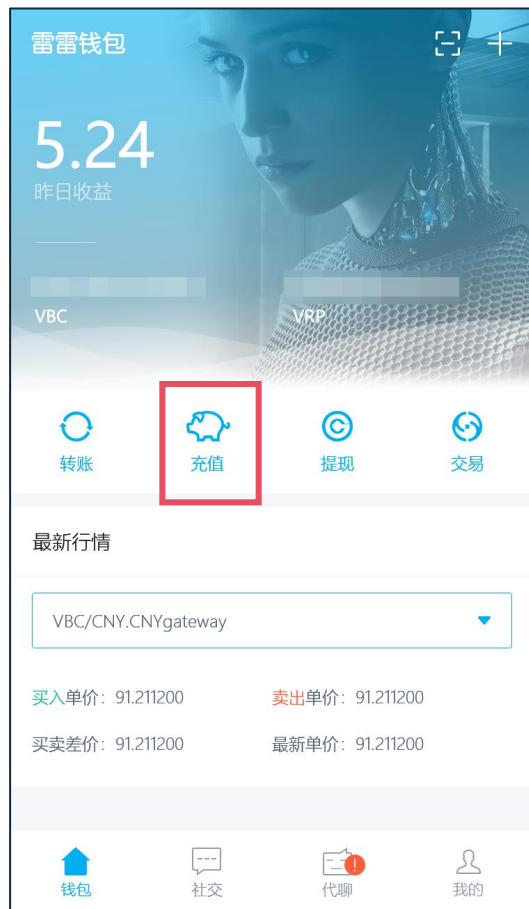 雷雷钱包
5.24
昨日收益
VBC VRP
转账 充值 提现 交易
最新行情
VBC/CNY.CNYgateway
买入单价：91.211200 卖出单价：91.211200
买卖差价：91.211200 最新单价：91.211200
钱包 社交 代聊 我的